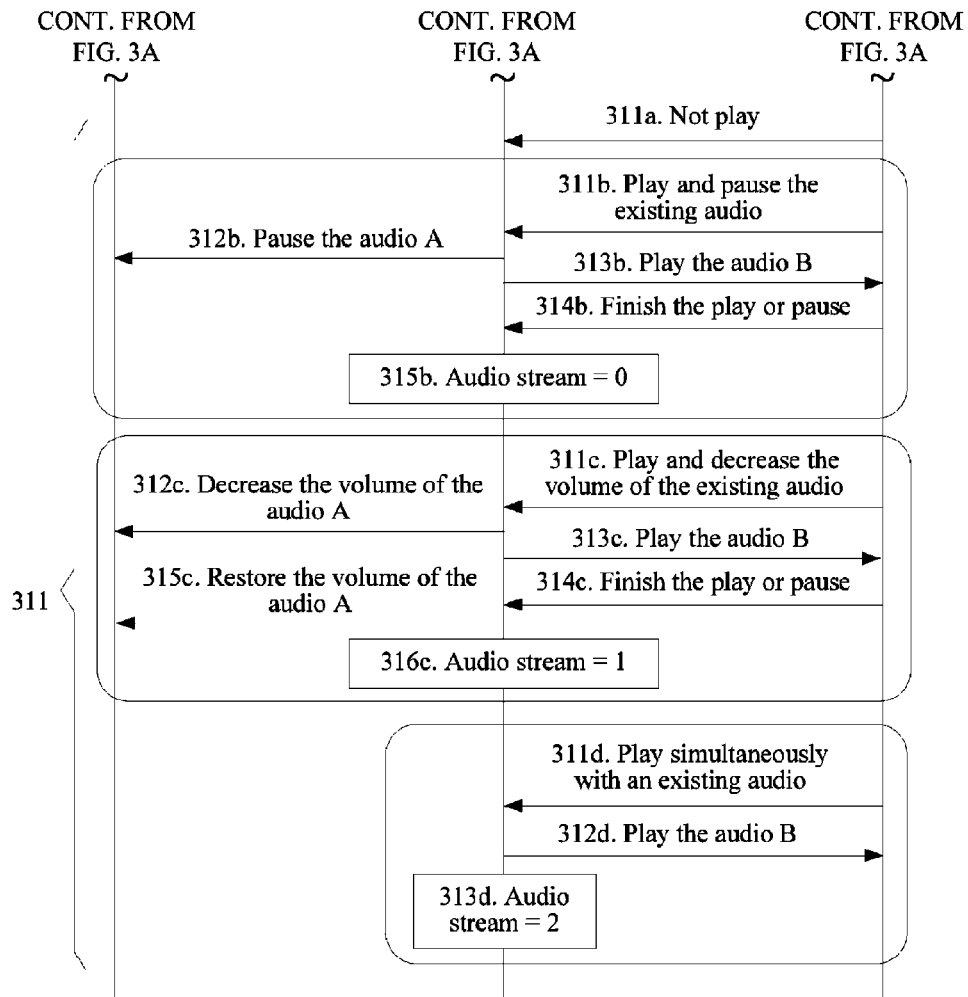 CONT. FROM
FIG. 3A
CONT. FROM
FIG. 3A
CONT. FROM
FIG. 3A
311a. Not play
311b. Play and pause the
existing audio
312b. Pause the audio A
313b. Play the audio B
314b. Finish the play or pause
315b. Audio stream = 0
311c. Play and decrease the
volume of the existing audio
312c. Decrease the volume of the
audio A
313c. Play the audio B
315c. Restore the volume of the
audio A
314c. Finish the play or pause
311
316c. Audio stream = 1
311d. Play simultaneously
with an existing audio
312d. Play the audio B
313d. Audio
stream = 2